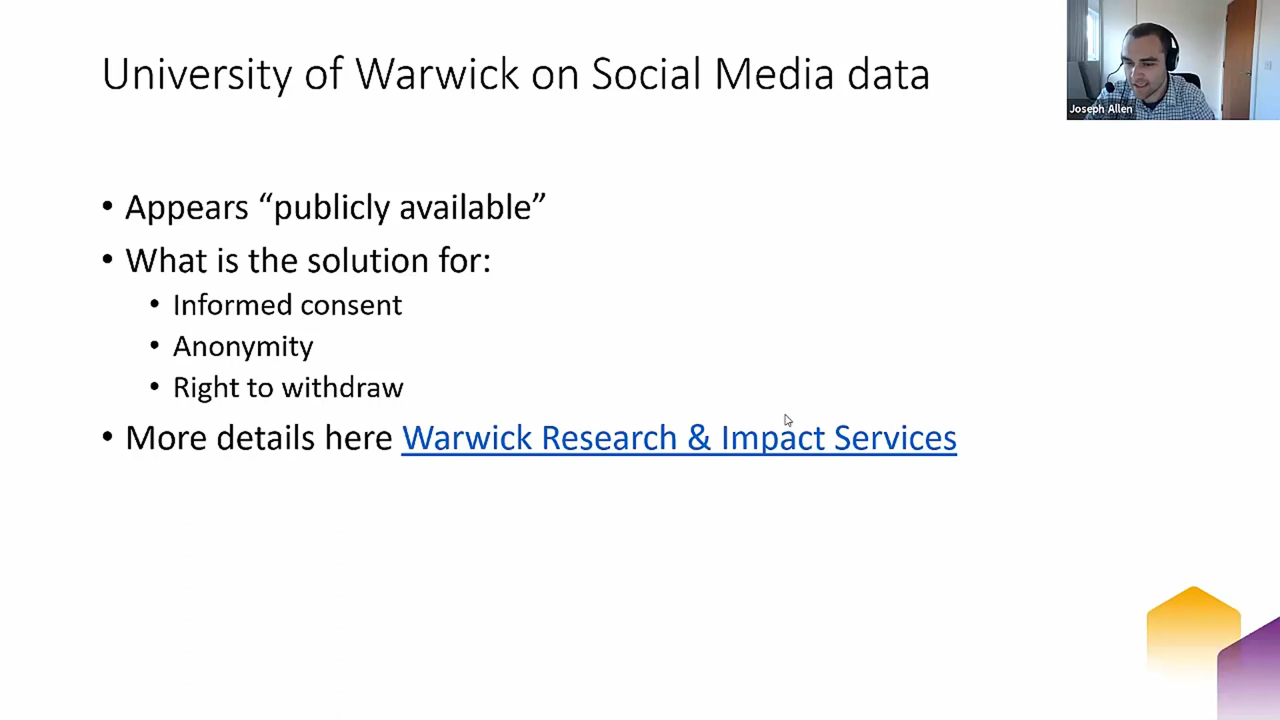 University of Warwick on Social Media data
Joseph Allen
• Appears “publicly available”
• What is the solution for:
• Informed consent
• Anonymity
• Right to withdraw
• More details here Warwick Research & Impact Services